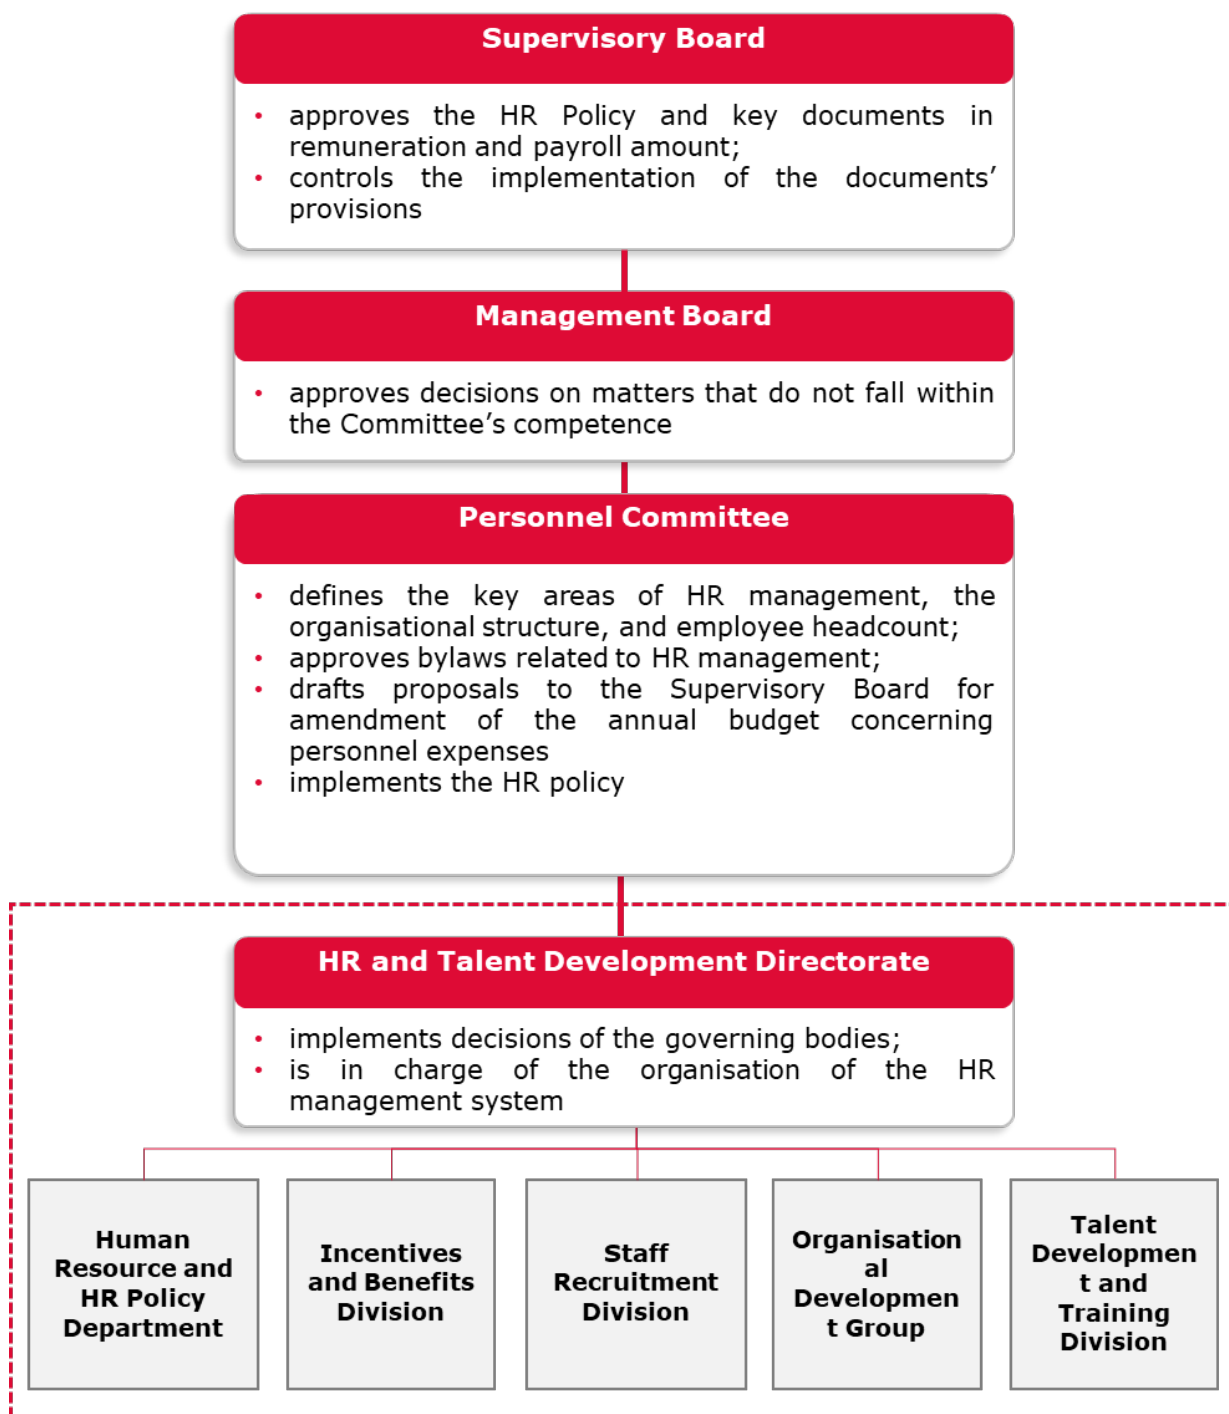 Supervisory Board
• approves the HR Policy and key documents in
remuneration and payroll amount;
• controls the implementation of the documents’
provisions
Management Board
• approves decisions on matters that do not fall within
the Committee’s competence
Personnel Committee
• defines the key areas of HR management, the
organisational structure, and employee headcount;
• approves bylaws related to HR management;
• drafts proposals to the Supervisory Board for
amendment of the annual budget concerning
personnel expenses
• implements the HR policy
HR and Talent Development Directorate
• implements decisions of the governing bodies;
• is in charge of the organisation of the HR
management system
Human
Resource and
HR Policy
Department
Incentives
and Benefits
Division
Staff
Recruitment
Division
Organisation
al
Developmen
t Group
Talent
Developmen
t and
Training
Division